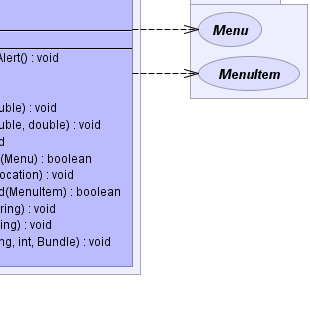 Menu
Alert() : void
MenuItem
uble) : void
uble, double) : void
d
(Menu) : boolean
ocation) : void
d(MenuItem) : boolean
ring) : void
ing) : void
ng, int, Bundle) : void